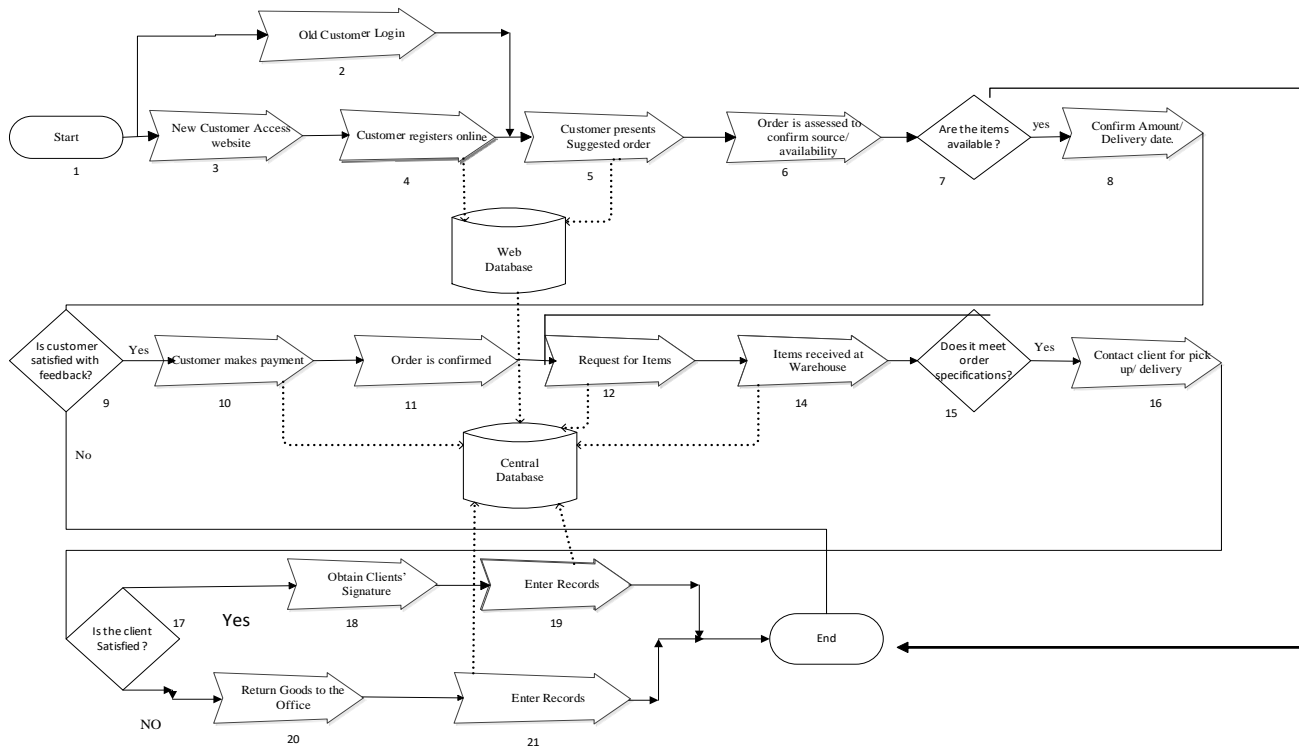 Old Customer Login
2
Start
1
New Customer Access
website
3
Customer registers online
4
Customer presents
Suggested order
5
Order is assessed to
confirm source/
availability
6
Are the items
available ?
7
yes
Confirm Amount/
Delivery date.
8
Web
Database
Is customer
satisfied with
feedback?
9
Yes
Customer makes payment
10
Order is confirmed
11
Request for Items
12
Items received at
Warehouse
14
Does it meet
order
specifications?
15
Yes
Contact client for pick
up/ delivery
16
No
Central
Database
Is the client
Satisfied ?
17
Yes
Obtain Clients’
Signature
18
Enter Records
19
End
NO
Return Goods to the
Office
20
Enter Records
21